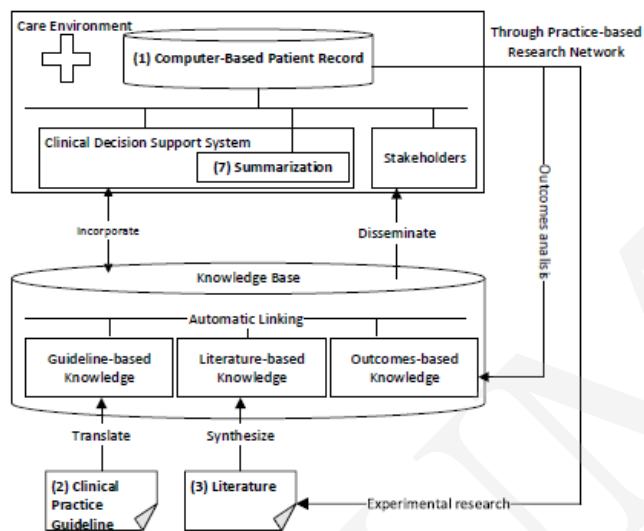 Care Environment
Through Practice-based
Research Network
(1) Computer-Based Patient Record
Clinical Decision Support System
(7) Summarization
Stakeholders
Outcomes analisis
Incorporate
Disseminate
Knowledge Base
Automatic Linking
Guideline-based
Knowledge
Literature-based
Knowledge
Outcomes-based
Knowledge
Translate
Synthesize
(2) Clinical
Practice
Guideline
(3) Literature
Experimental research